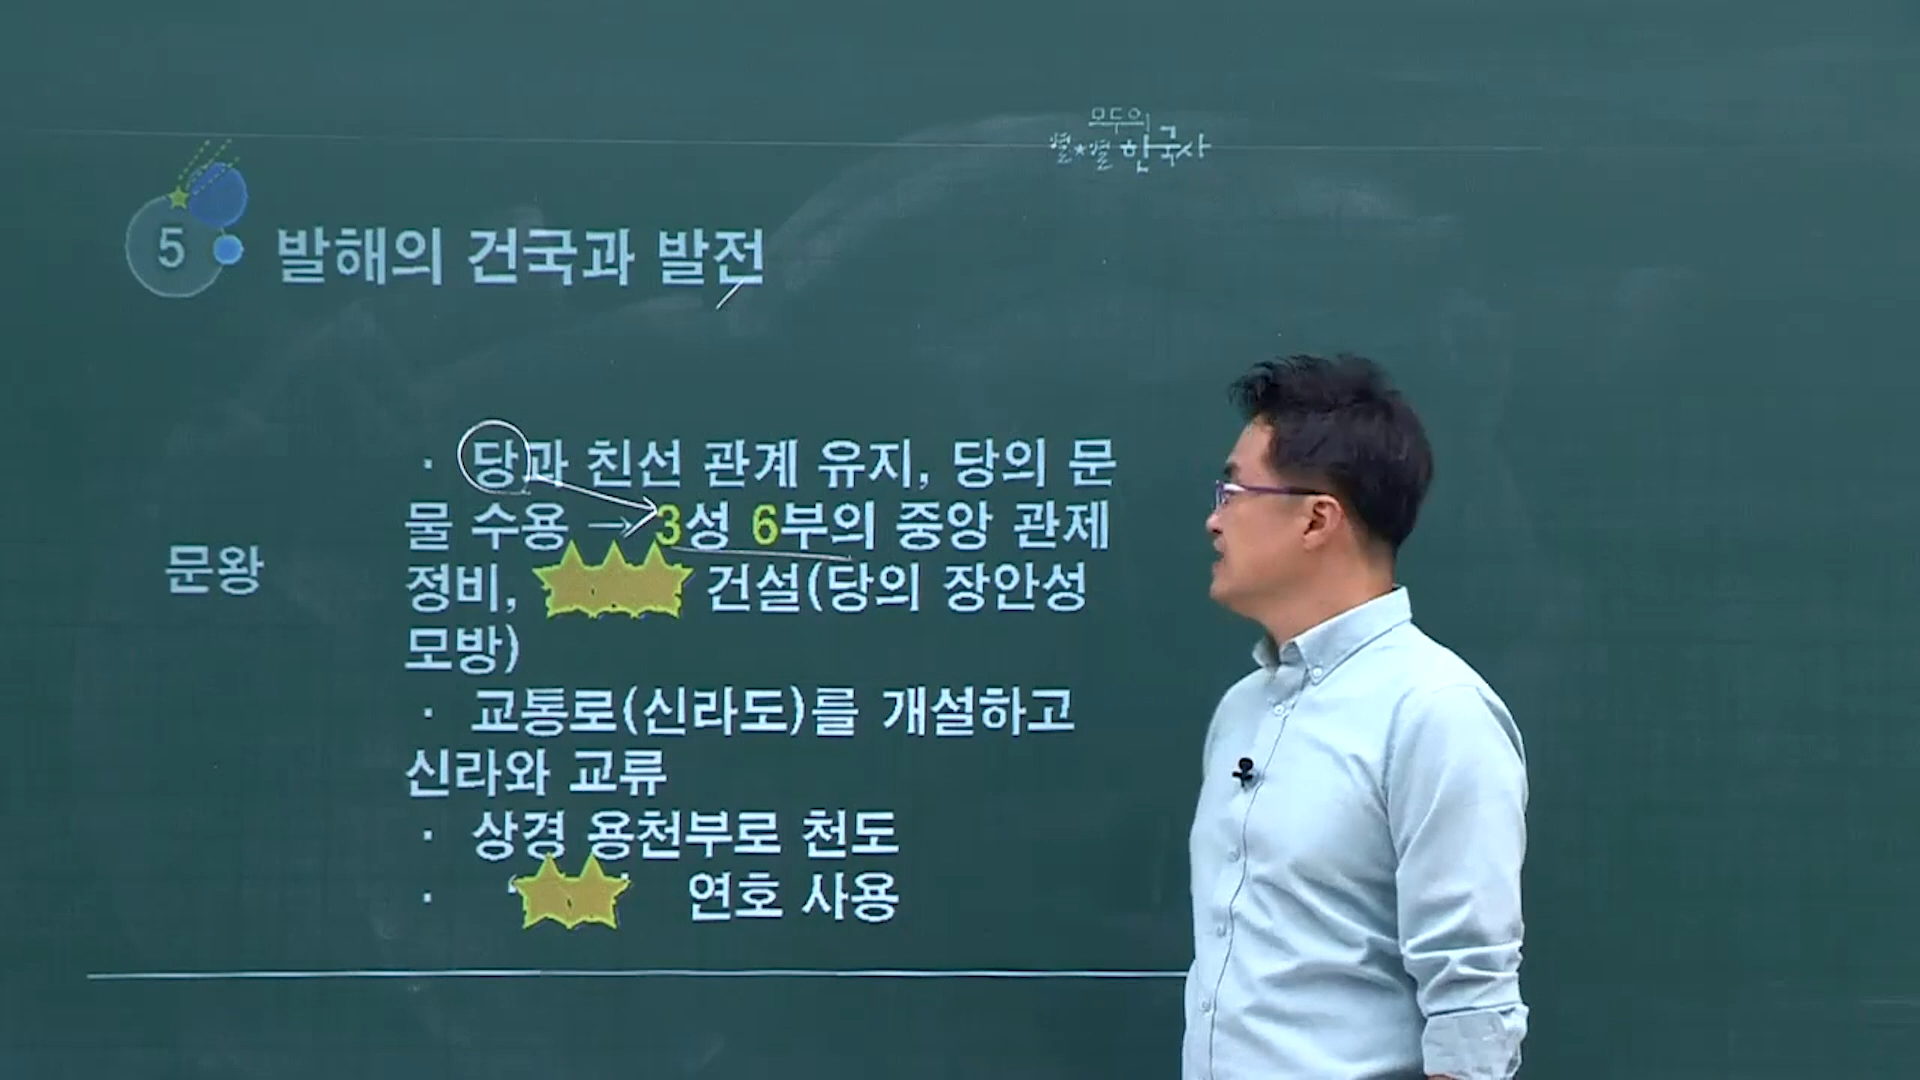 모두의
별★별 한국사
5 발해의 건국과 발전
문왕
· 당과 친선 관계 유지, 당의 문
물 수용 → 3성 6부의 중앙 관제
정비, 건설(당의 장안성
모방)
· 교통로(신라도)를 개설하고
신라와 교류
· 상경 용천부로 천도
· 연호 사용